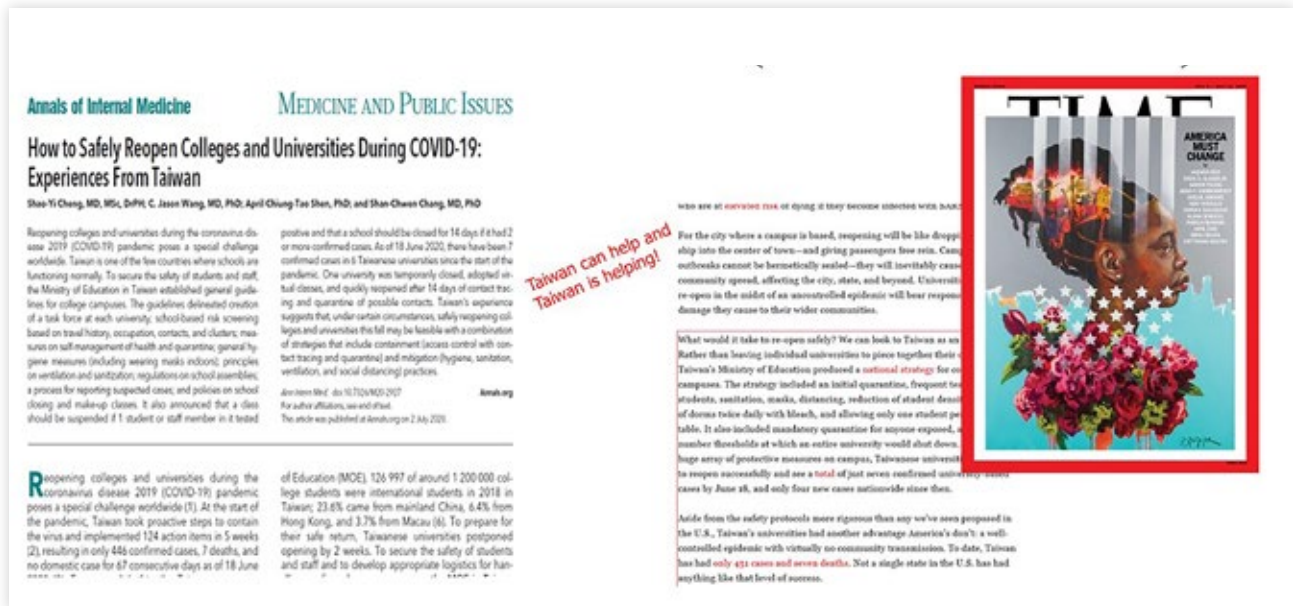 Annals of Internal Medicine
MEDICINE AND PUBLIC ISSUES
How to Safely Reopen Colleges and Universities During COVID-19:
Experiences From Taiwan
Shao-Yi Cheng, MD, MSc, DrPH; C. Jason Wang, MD, PhD; April Chiung-Tao Shen, PhD; and Shan-Chwen Chang, MD, PhD
Reopening colleges and universities during the coronavirus dis-
ease 2019 (COVID-19) pandemic poses a special challenge
worldwide. Taiwan is one of the few countries where schools are
functioning normally. To secure the safety of students and staff,
the Ministry of Education in Taiwan established general guide-
lines for college campuses. The guidelines delineated creation
of a task force at each university; school-based risk screening
based on travel history, occupation, contacts, and clusters; mea-
sures on self-management of health and quarantine; general hy-
giene measures (including wearing masks indoors); principles
on ventilation and sanitization; regulations on school assemblies;
a process for reporting suspected cases; and policies on school
closing and make-up classes. It also announced that a class
should be suspended if 1 student or staff member in it tested
positive and that a school should be closed for 14 days if it had 2
or more confirmed cases. As of 18 June 2020, there have been 7
confirmed cases in 6 Taiwanese universities since the start of the
pandemic. One university was temporarily closed, adopted vir-
tual classes, and quickly reopened after 14 days of contact trac-
ing and quarantine of possible contacts. Taiwan's experience
suggests that, under certain circumstances, safely reopening col-
leges and universities this fall may be feasible with a combination
of strategies that include containment (access control with con-
tact tracing and quarantine) and mitigation (hygiene, sanitation,
ventilation, and social distancing) practices.
Ann Intern Med. doi:10.7326/M20-2927
Annals.org
For author affiliations, see end of text.
This article was published at Annals.org on 2 July 2020.
Reopening colleges and universities during the
coronavirus disease 2019 (COVID-19) pandemic
poses a special challenge worldwide (1). At the start of
the pandemic, Taiwan took proactive steps to contain
the virus and implemented 124 action items in 5 weeks
(2), resulting in only 446 confirmed cases, 7 deaths, and
no domestic case for 67 consecutive days as of 18 June
of Education (MOE), 126 997 of around 1 200 000 col-
lege students were international students in 2018 in
Taiwan; 23.6% came from mainland China, 6.4% from
Hong Kong, and 3.7% from Macau (6). To prepare for
their safe return, Taiwanese universities postponed
opening by 2 weeks. To secure the safety of students
and staff and to develop appropriate logistics for han-
Taiwan can help and
Taiwan is helping!
who are at elevated risk of dying if they become infected with
For the city where a campus is based, reopening will be like
ship into the center of town—and giving passengers free rein.
outbreaks cannot be hermetically sealed—they will inevitably
community spread, affecting the city, state, and beyond.
re-open in the midst of an uncontrolled epidemic will bear
damage they cause to their wider communities.
What would it take to re-open safely? We can look to Taiwan as an
Rather than leaving individual universities to piece together their
Taiwan's Ministry of Education produced a national strategy for
campuses. The strategy included an initial quarantine, frequent
students, sanitation, masks, distancing, reduction of student
of dorms twice daily with bleach, and allowing only one student
table. It also included mandatory quarantine for anyone exposed,
number thresholds at which an entire university would shut down.
huge array of protective measures on campus, Taiwanese
to reopen successfully and see a total of just seven confirmed university-based
cases by June 18, and only four new cases nationwide since then.
Aside from the safety protocols more rigorous than any we've seen proposed in
the U.S., Taiwan's universities had another advantage America's don't: a well-
controlled epidemic with virtually no community transmission. To date, Taiwan
has had only 451 cases and seven deaths. Not a single state in the U.S. has had
anything like that level of success.
TIME
AMERICA
MUST
CHANGE